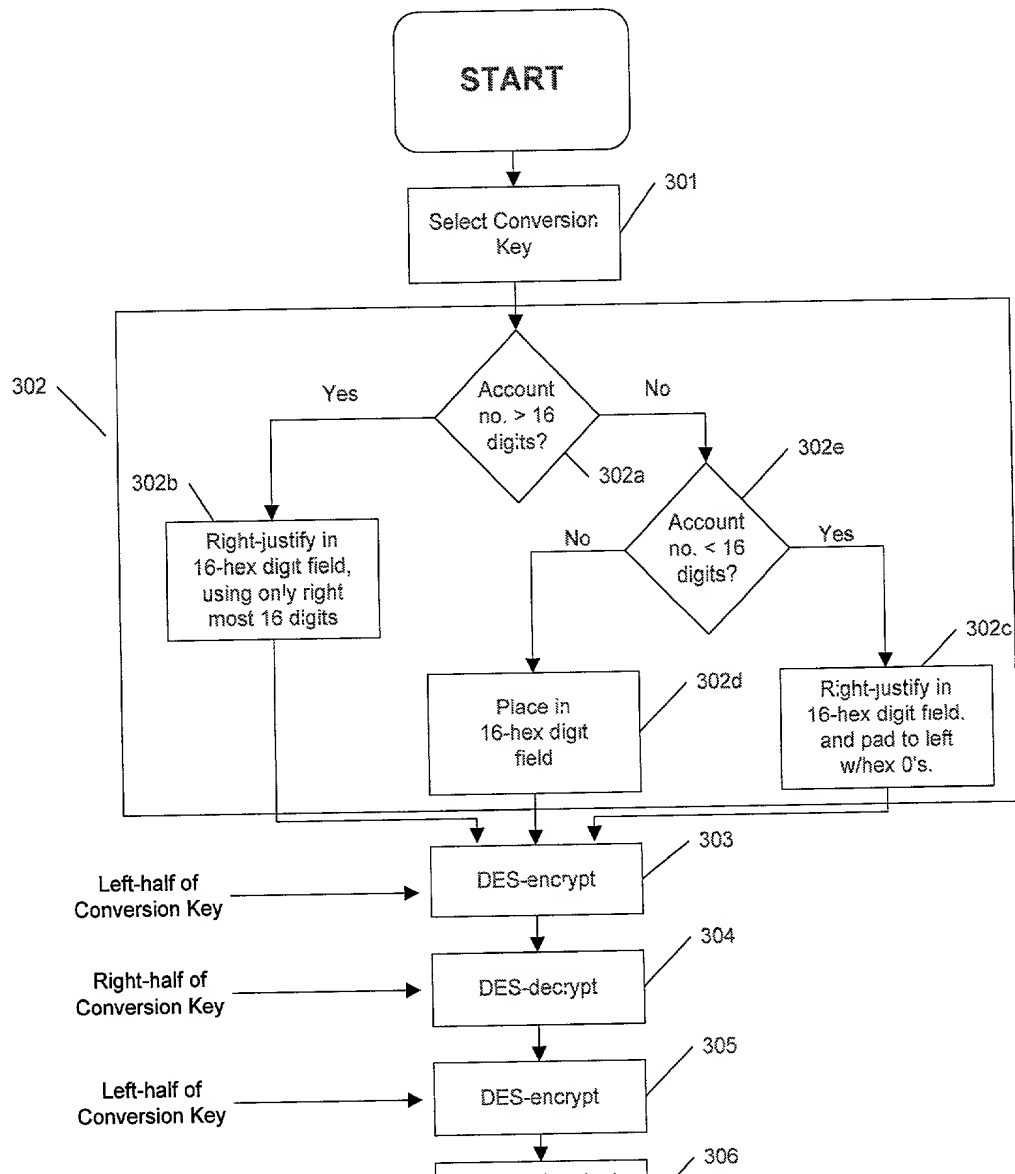 START
301
Select Conversion
Key
302
Yes
Account
no. > 16
digits?
No
302a
302e
302b
Right-justify in
16-hex digit field,
using only right
most 16 digits
No
Account
no. < 16
digits?
Yes
302c
302d
Place in
16-hex digit
field
Right-justify in
16-hex digit field.
and pad to left
w/hex 0's.
303
Left-half of
Conversion Key
DES-encrypt
304
Right-half of
Conversion Key
DES-decrypt
305
Left-half of
Conversion Key
DES-encrypt
306